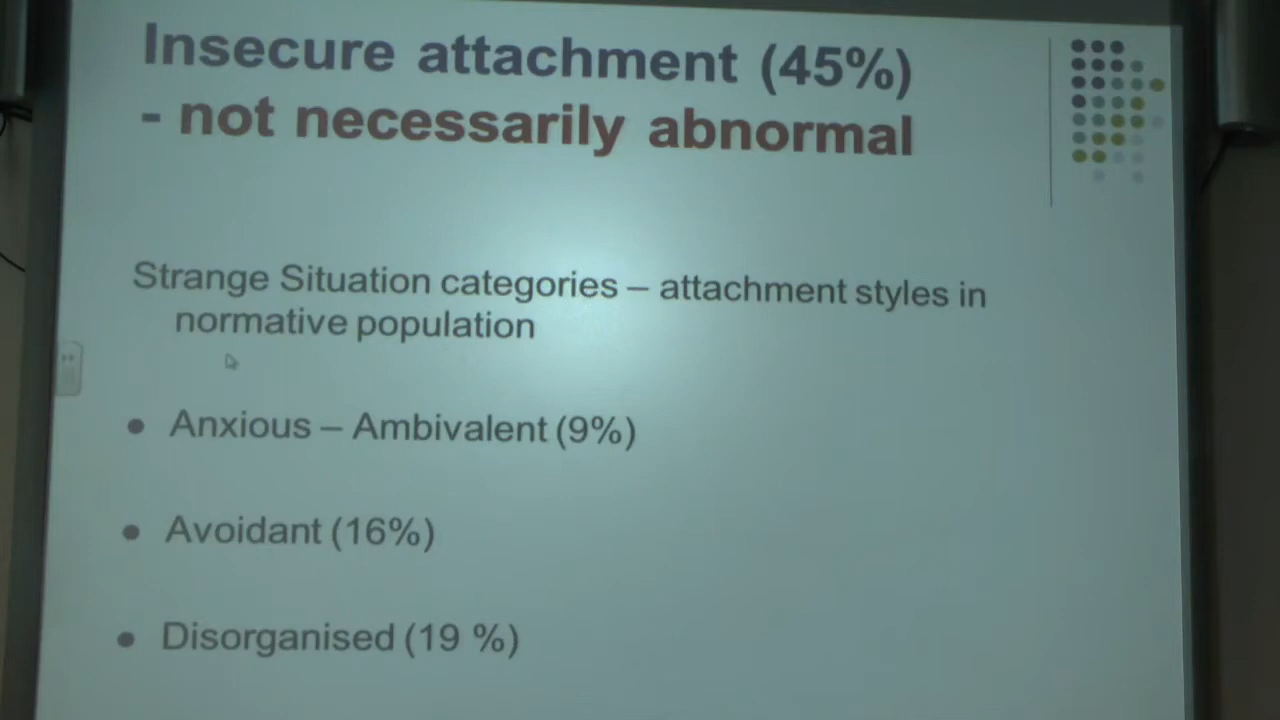 Insecure attachment (45%)
- not necessarily abnormal
Strange Situation categories – attachment styles in
normative population
● Anxious – Ambivalent (9%)
● Avoidant (16%)
● Disorganised (19 %)